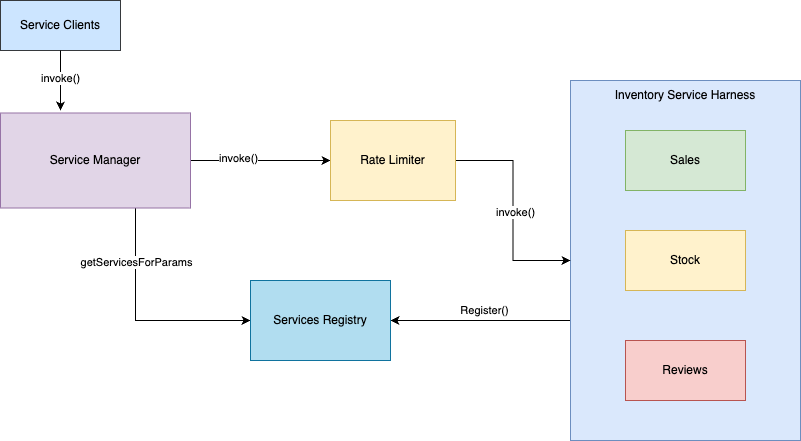 Service Clients
invoke()
Service Manager
invoke()
Rate Limiter
invoke()
Inventory Service Harness
Sales
Stock
Reviews
getServicesForParams
Services Registry
Register()